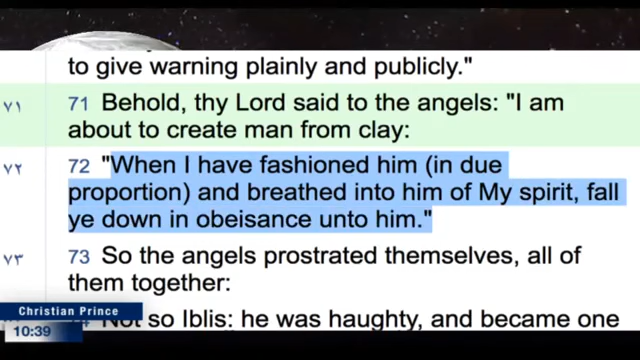 to give warning plainly and publicly."
٧١ 71 Behold, thy Lord said to the angels: "I am
about to create man from clay:
٧٢ 72 "When I have fashioned him (in due
proportion) and breathed into him of My spirit, fall
ye down in obeisance unto him."
٧٣ 73 So the angels prostrated themselves, all of
them together:
Not so Iblis: he was haughty, and became one
Christian Prince
10:39